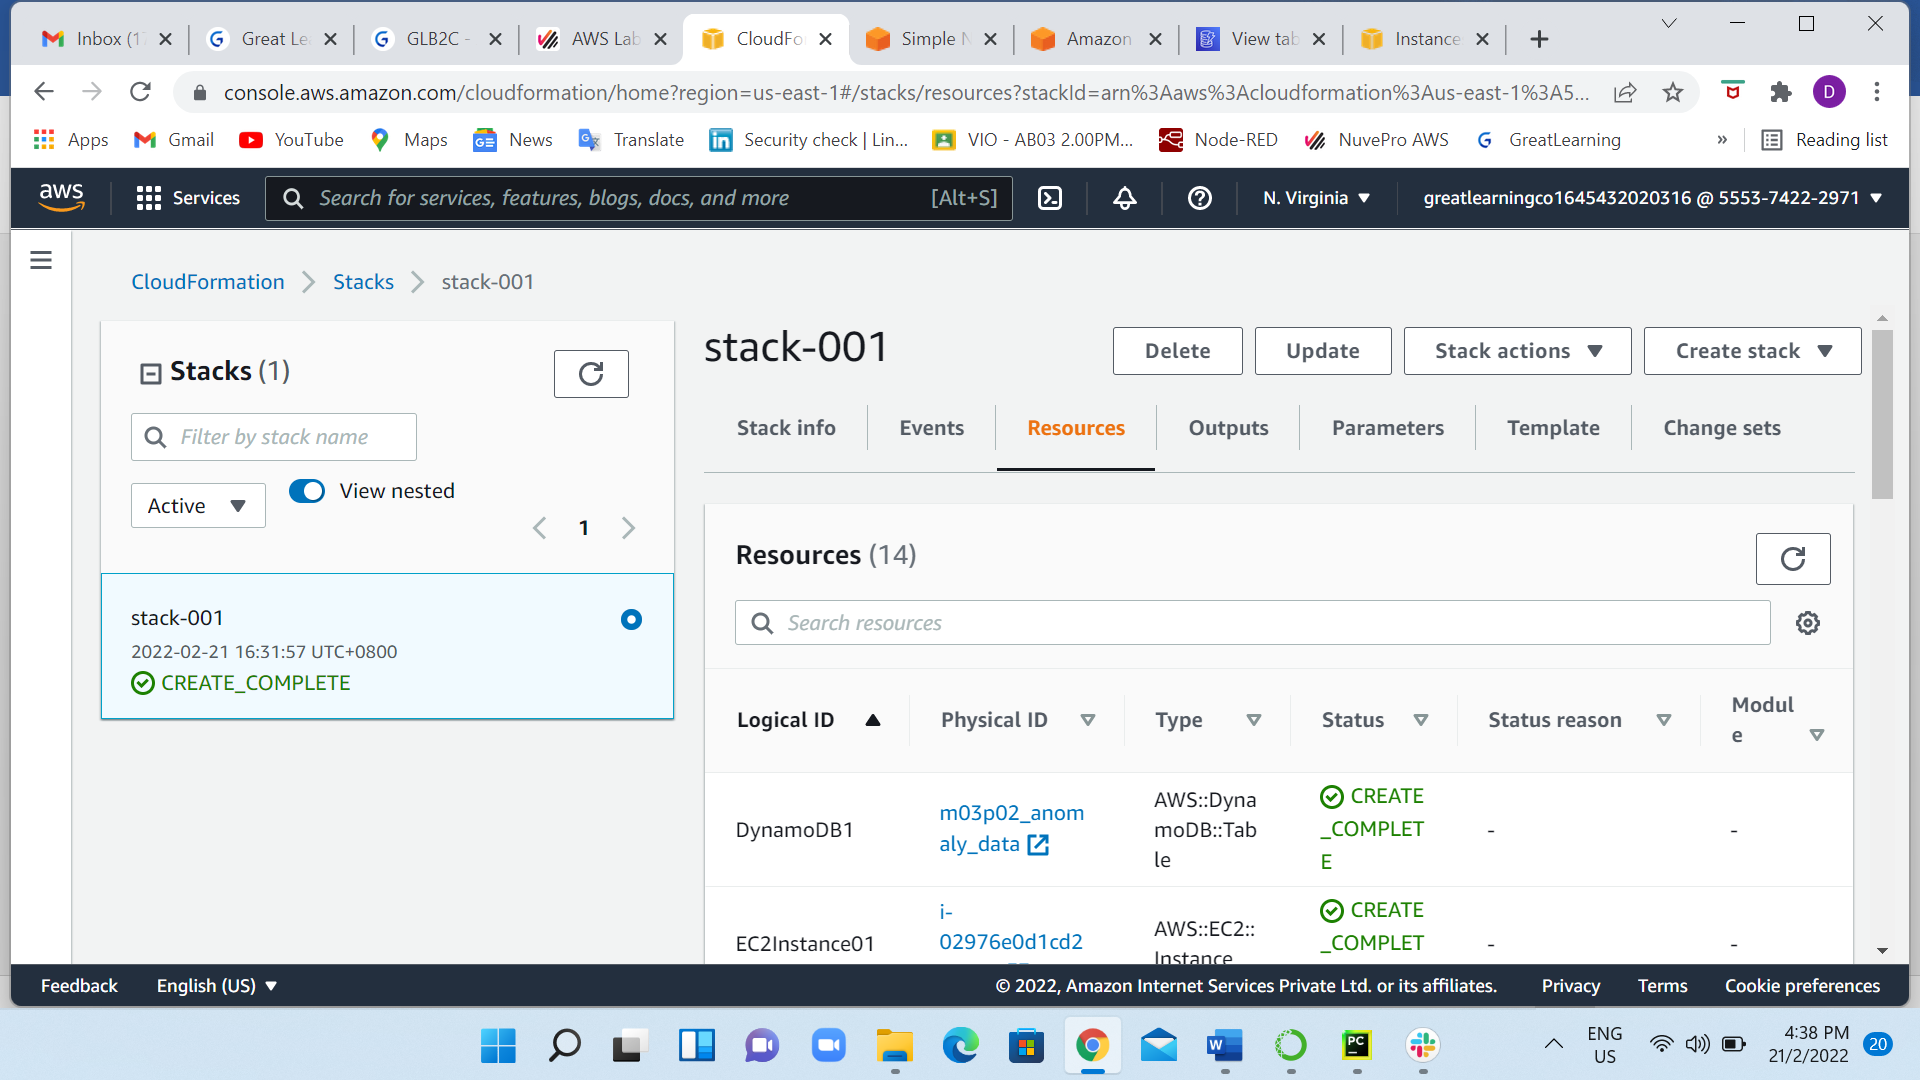 Inbox (1
Great Le
GLB2C -
AWS Lab
CloudFo
Simple N
Amazon
View tab
Instance
console.aws.amazon.com/cloudformation/home?region=us-east-1#/stacks/resources?stackId=arn%3Aaws%3Acloudformation%3Aus-east-1%3A5...
D
Apps
Gmail
YouTube
Maps
News
Translate
Security check | Lin...
VIO - AB03 2.00PM...
Node-RED
NuvePro AWS
GreatLearning
»
Reading list
aws
Services
Search for services, features, blogs, docs, and more
[Alt+S]
N. Virginia
greatlearningco1645432020316 @ 5553-7422-2971
CloudFormation
Stacks
stack-001
Stacks (1)
Filter by stack name
Active
View nested
1
stack-001
2022-02-21 16:31:57 UTC+0800
CREATE_COMPLETE
stack-001
Delete
Update
Stack actions
Create stack
Stack info
Events
Resources
Outputs
Parameters
Template
Change sets
Resources (14)
Search resources
Logical ID
Physical ID
Type
Status
Status reason
Modul
e
DynamoDB1
m03p02_anom
aly_data
AWS::Dyna
moDB::Tab
le
CREATE
_COMPLET
E
-
-
EC2Instance01
i-
02976e0d1cd2
AWS::EC2::
Instance
CREATE
_COMPLET
-
-
Feedback
English (US)
© 2022, Amazon Internet Services Private Ltd. or its affiliates.
Privacy
Terms
Cookie preferences
W
PC
ENG
US
4:38 PM
21/2/2022
20